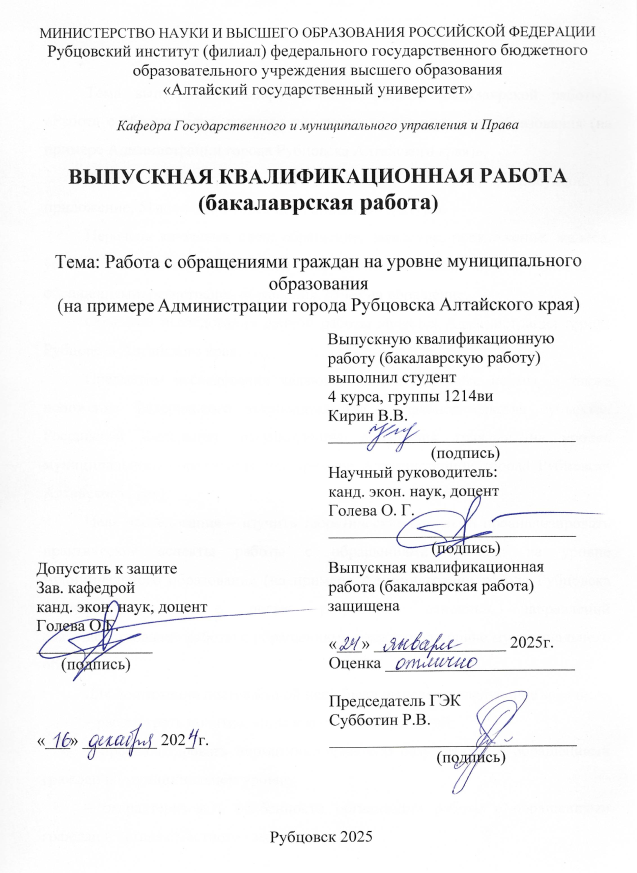 МИНИСТЕРСТВО НАУКИ И ВЫСШЕГО ОБРАЗОВАНИЯ РОССИЙСКОЙ ФЕДЕРАЦИИ
Рубцовский институт (филиал) федерального государственного бюджетного
образовательного учреждения высшего образования
«Алтайский государственный университет»
Кафедра Государственного и муниципального управления и Права
ВЫПУСКНАЯ КВАЛИФИКАЦИОННАЯ РАБОТА
(бакалаврская работа)
Тема: Работа с обращениями граждан на уровне муниципального
образования
(на примере Администрации города Рубцовска Алтайского края)
Выпускную квалификационную
работу (бакалаврскую работу)
выполнил студент
4 курса, группы 1214ви
Кирин В.В.
(подпись)
Научный руководитель:
канд. экон. наук, доцент
Голева О. Г.
(подпись)
Допустить к защите
Зав. кафедрой
канд. экон. наук, доцент
Голева О.Г.
(подпись)
«16» декабря 2024г.
Выпускная квалификационная
работа (бакалаврская работа)
защищена
«24» января 2025г.
Оценка отлично
Председатель ГЭК
Субботин Р.В.
(подпись)
Рубцовск 2025